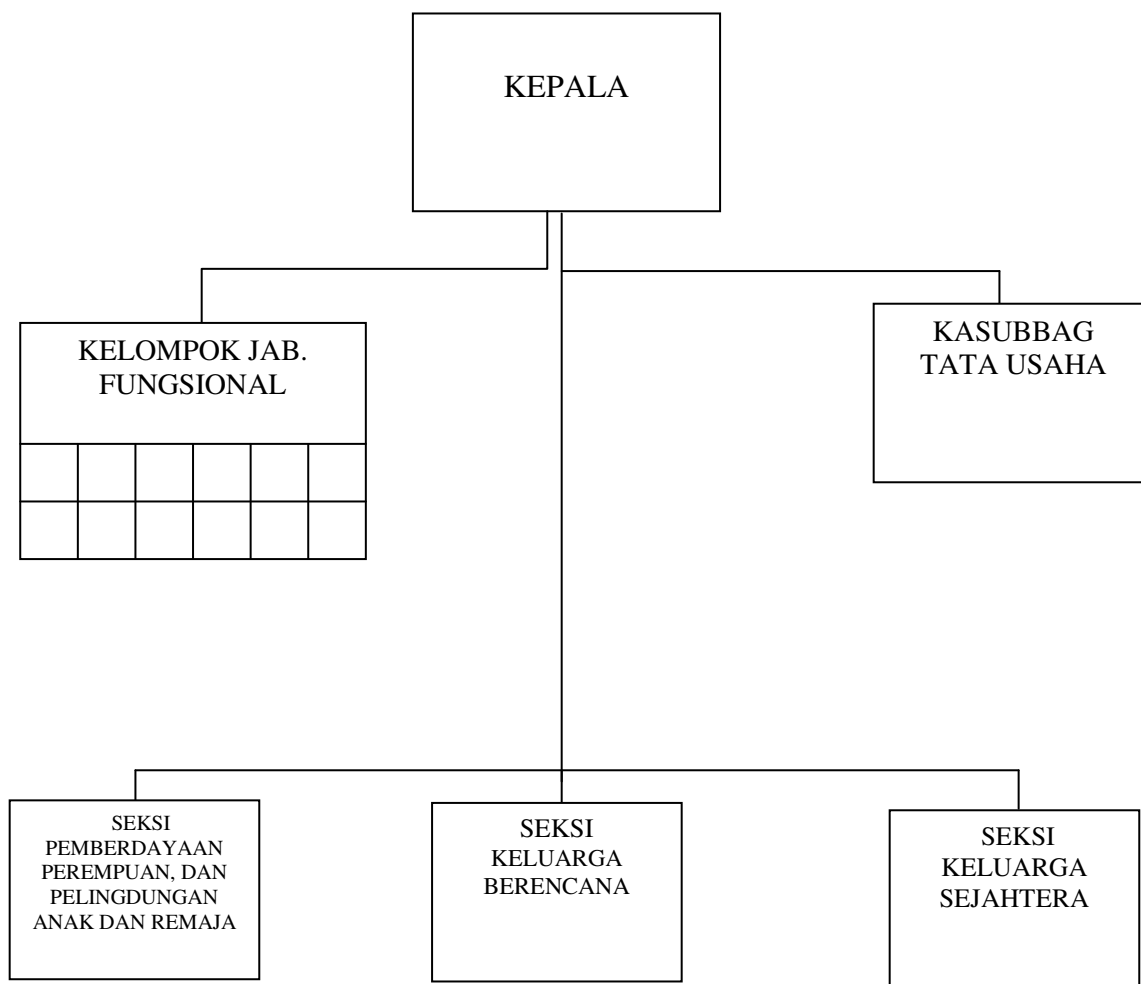 KEPALA
KELOMPOK JAB.
FUNGSIONAL
KASUBBAG
TATA USAHA
SEKSI
PEMBERDAYAAN
PEREMPUAN, DAN
PELINGDUNGAN
ANAK DAN REMAJA
SEKSI
KELUARGA
BERENCANA
SEKSI
KELUARGA
SEJAHTERA